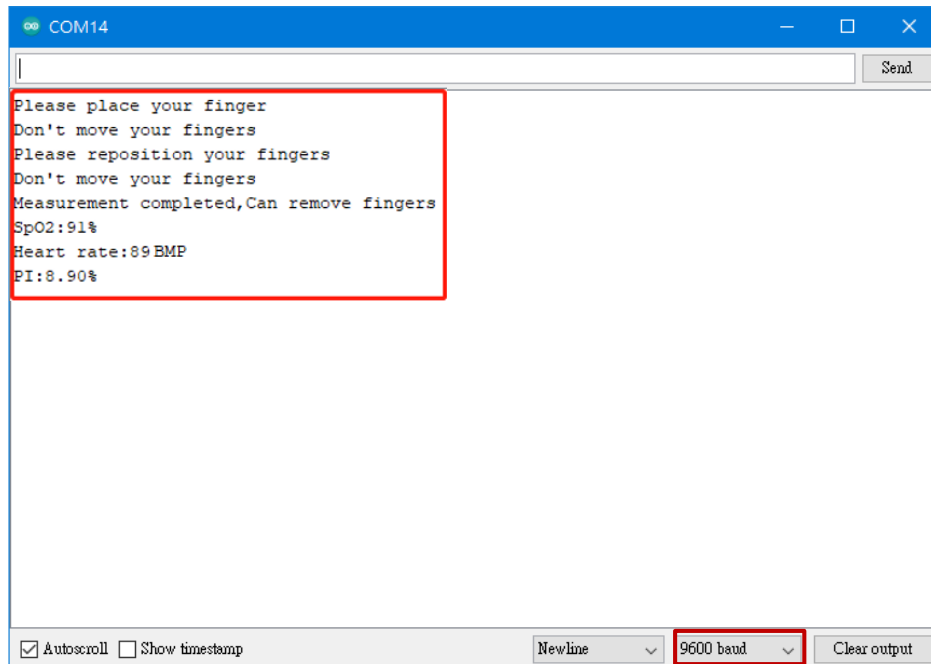 COM14
Send
Please place your finger
Don't move your fingers
Please reposition your fingers
Don't move your fingers
Measurement completed,Can remove fingers
SpO2:91%
Heart rate:89BMP
PI:8.90%
Autoscroll Show timestamp Newline 9600 baud Clear output